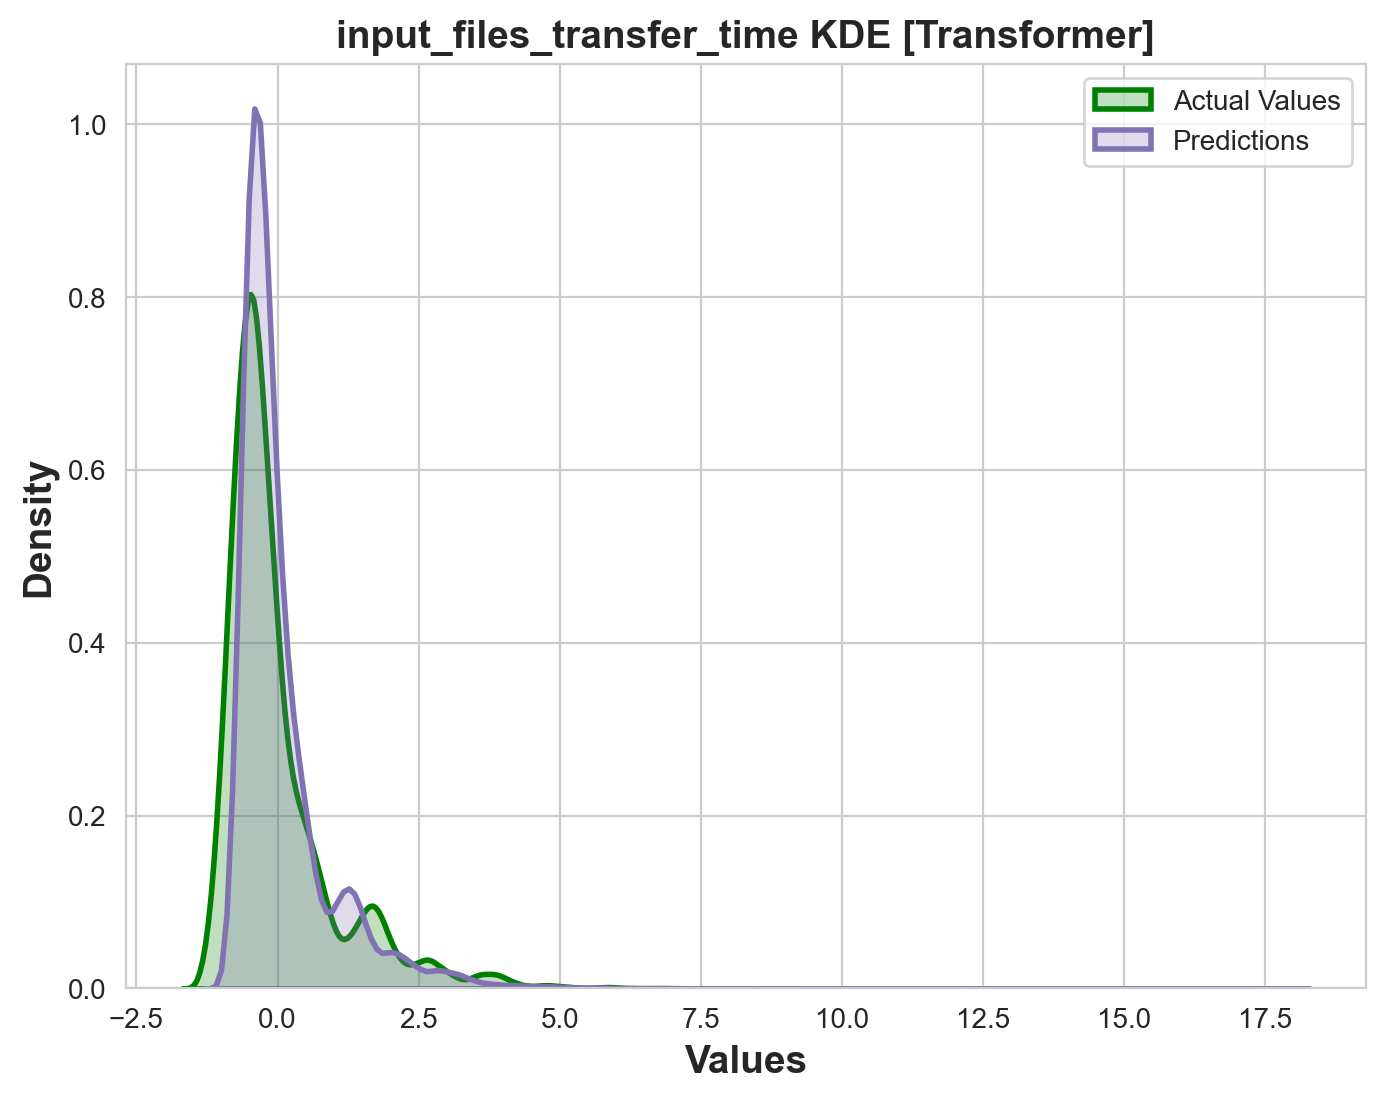 input_files_transfer_time KDE [Transformer]
Actual Values
Predictions
Density
1.0
0.8
0.6
0.4
0.2
0.0
−2.5 0.0 2.5 5.0 7.5 10.0 12.5 15.0 17.5
Values